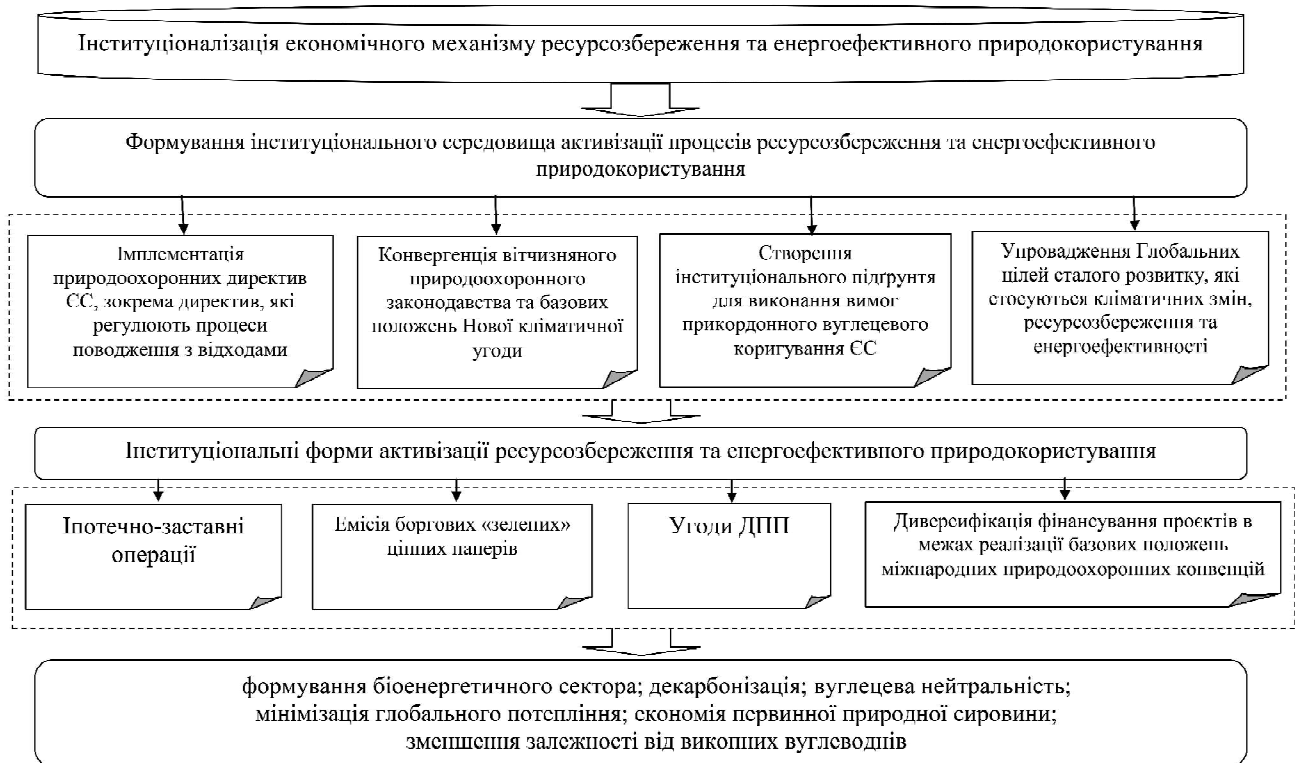 Інституціоналізація економічного механізму ресурсозбереження та енергоефективного природокористування
Формування інституціонального середовища активізації процесів ресурсозбереження та енергоефективного
природокористування
Імплементація
природоохоронних директив
ЄС, зокрема директив, які
регулюють процеси
поводження з відходами
Конвергенція вітчизняного
природоохоронного
законодавства та базових
положень Нової кліматичної
угоди
Створення
інституціонального підґрунтя
для виконання вимог
прикордонного вуглецевого
коригування ЄС
Упровадження Глобальних
цілей сталого розвитку, які
стосуються кліматичних змін,
ресурсозбереження та
енергоефективності
Інституціональні форми активізації ресурсозбереження та енергоефективного природокористування
Іпотечно-заставні
операції
Емісія боргових «зелених»
цінних паперів
Угоди ДПП
Диверсифікація фінансування проєктів в
межах реалізації базових положень
міжнародних природоохоронних конвенцій
формування біоенергетичного сектора; декарбонізація; вуглецева нейтральність;
мінімізація глобального потепління; економія первинної природної сировини;
зменшення залежності від викопних вуглеводнів